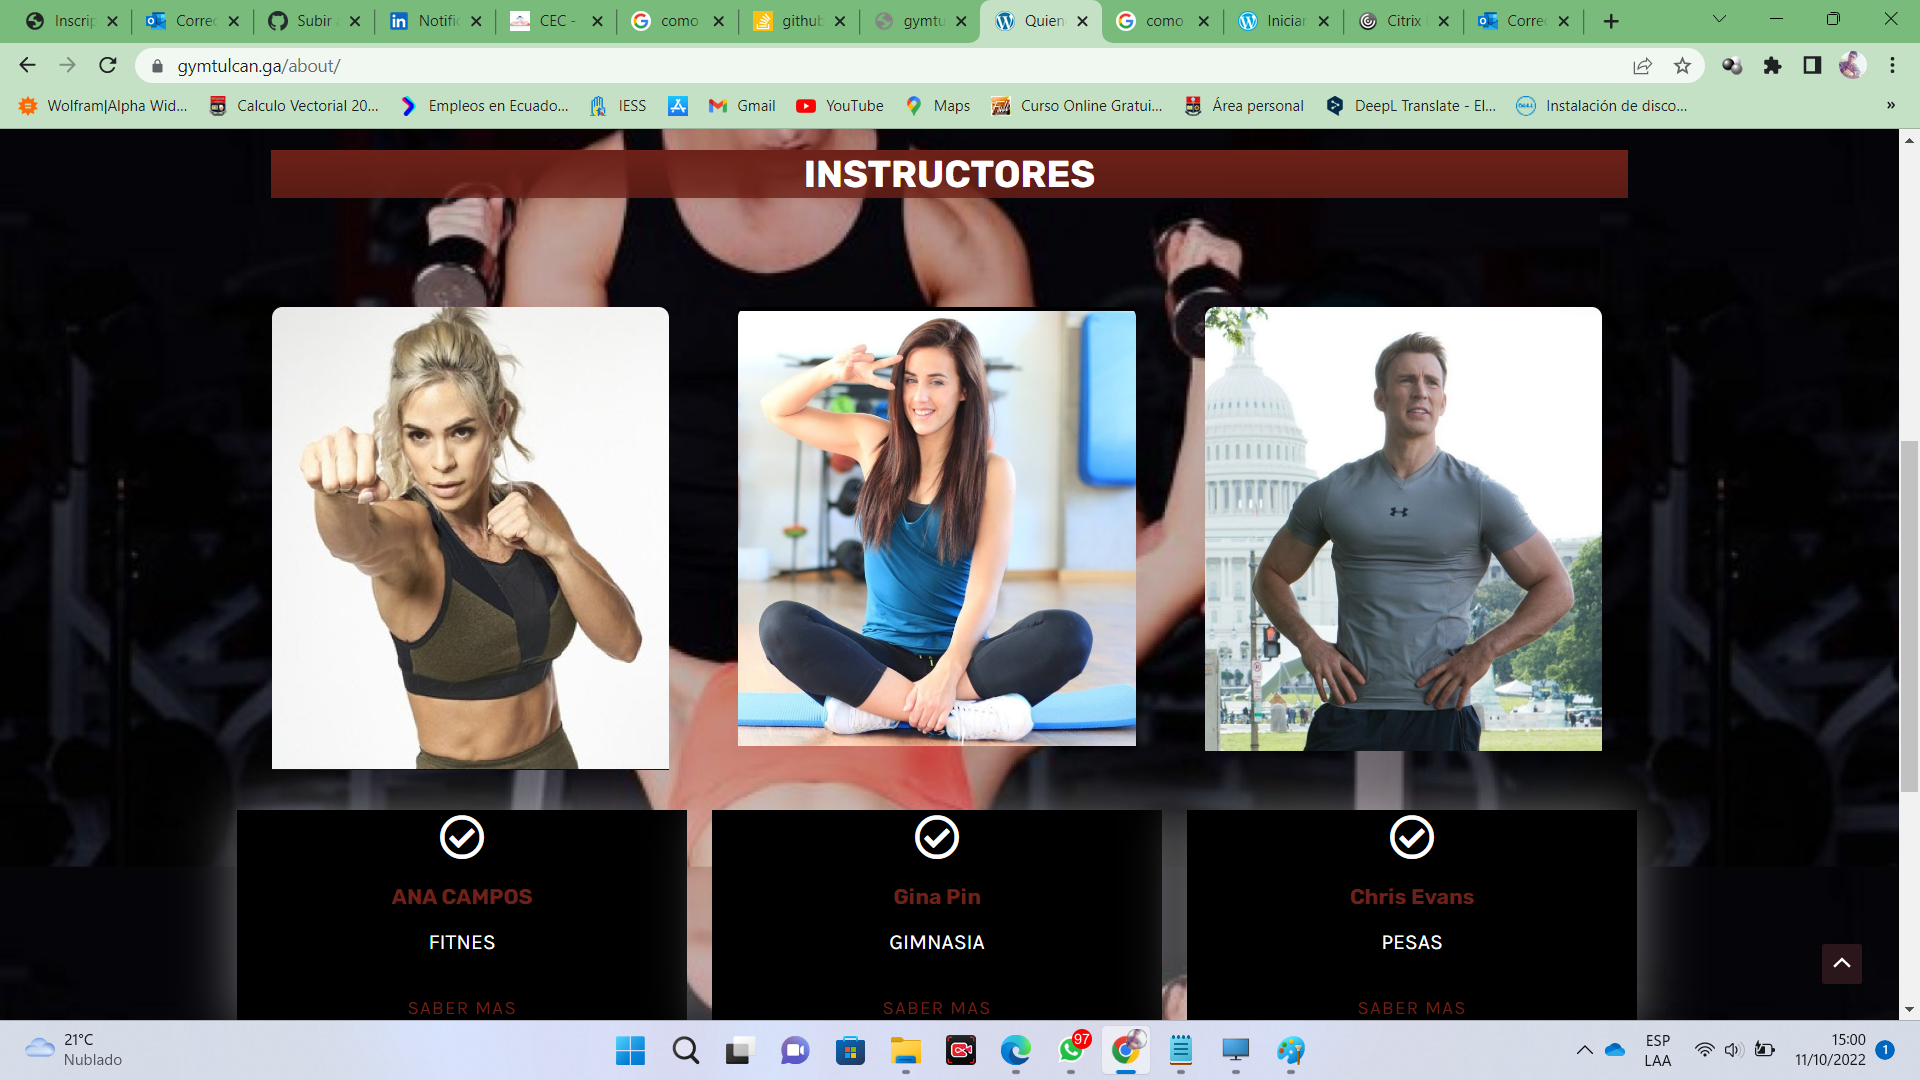 Inscrip
Correc
Subir
Notific
CEC -
como
github
gymtu
Quien
como
Iniciar
Citrix
Correc
gymtulcan.ga/about/
Wolfram|Alpha Wid...
Calculo Vectorial 20...
Empleos en Ecuado...
IESS
Gmail
YouTube
Maps
Curso Online Gratui...
Área personal
DeepL Translate - El...
Instalación de disco...
»
INSTRUCTORES
ANA CAMPOS
Gina Pin
Chris Evans
FITNES
GIMNASIA
PESAS
SABER MAS
SABER MAS
SABER MAS
21°C
Nublado
97
ESP
LAA
15:00
11/10/2022
1